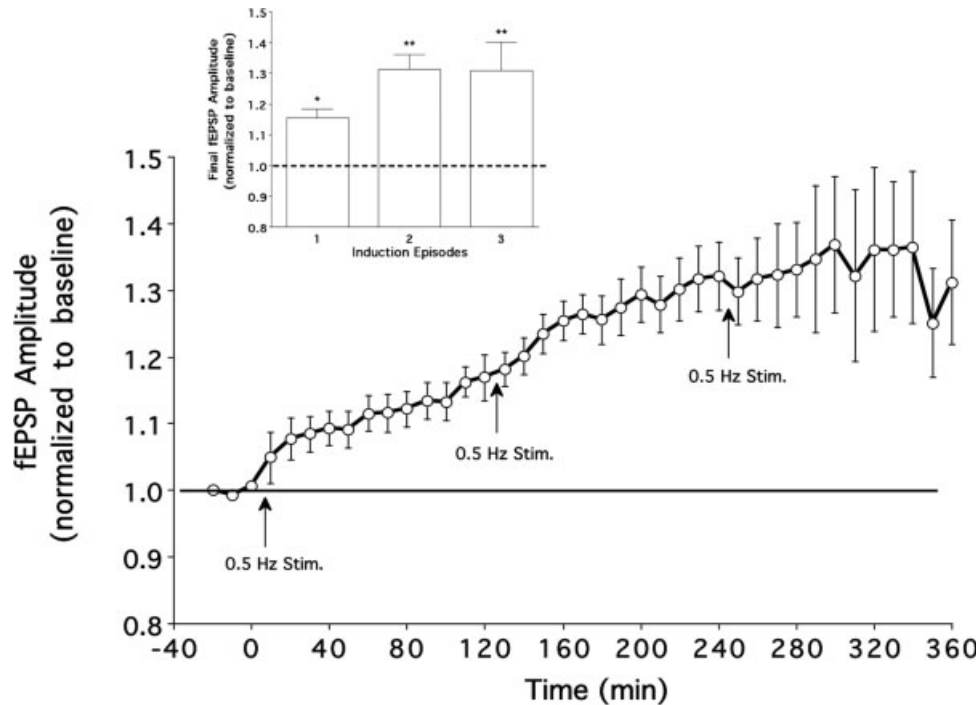 1.5
1.4
1.3
1.2
1.1
1.0
0.9
0.8
Final fEPSP Amplitude
(normalized to baseline)
*
**
**
1 2 3
Induction Episodes
1.5
1.4
1.3
1.2
1.1
1.0
0.9
0.8
fEPSP Amplitude
(normalized to baseline)
0.5 Hz Stim.
0.5 Hz Stim.
0.5 Hz Stim.
-40 0 40 80 120 160 200 240 280 320 360
Time (min)